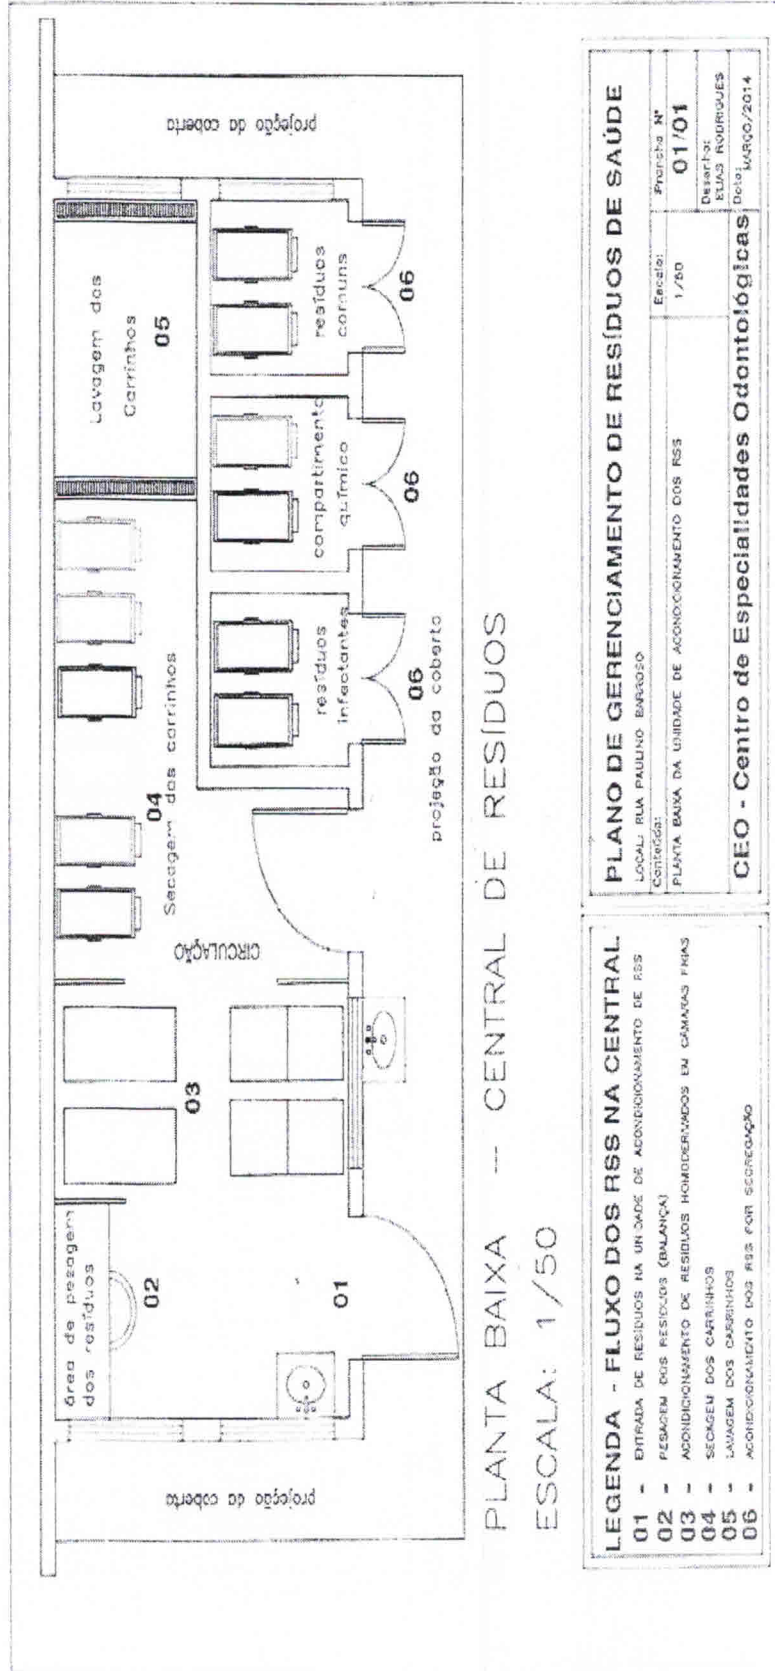 projeção da coberta
área de pesagem
dos resíduos
02
01
03
CIRCULAÇÃO
04
Secagem dos carrinhos
Lavagem dos
Carrinhos
05
resíduos
infectantes
06
compartimento
químico
06
resíduos
comuns
06
projeção da coberta
projeção da coberta
PLANTA BAIXA --- CENTRAL DE RESÍDUOS
ESCALA: 1/50
LEGENDA - FLUXO DOS RSS NA CENTRAL
01 - ENTRADA DE RESÍDUOS NA UNIDADE DE ACONDICIONAMENTO DE RSS
02 - PESAGEM DOS RESÍDUOS (BALANÇA)
03 - ACONDICIONAMENTO DE RESÍDUOS HOMODERIVADOS EM CÂMARAS FRIAS
04 - SECAGEM DOS CARRINHOS
05 - LAVAGEM DOS CARRINHOS
06 - ACONDICIONAMENTO DOS RSS POR SEGREGAÇÃO
PLANO DE GERENCIAMENTO DE RESÍDUOS DE SAÚDE
LOCAL: RUA PAULINO BARROSO
Conteúdo:
PLANTA BAIXA DA UNIDADE DE ACONDICIONAMENTO DOS RSS
Escala:
1/50
Prancha Nº
01/01
Desenho:
ELIAS RODRIGUES
Data:
MARÇO/2014
CEO - Centro de Especialidades Odontológicas